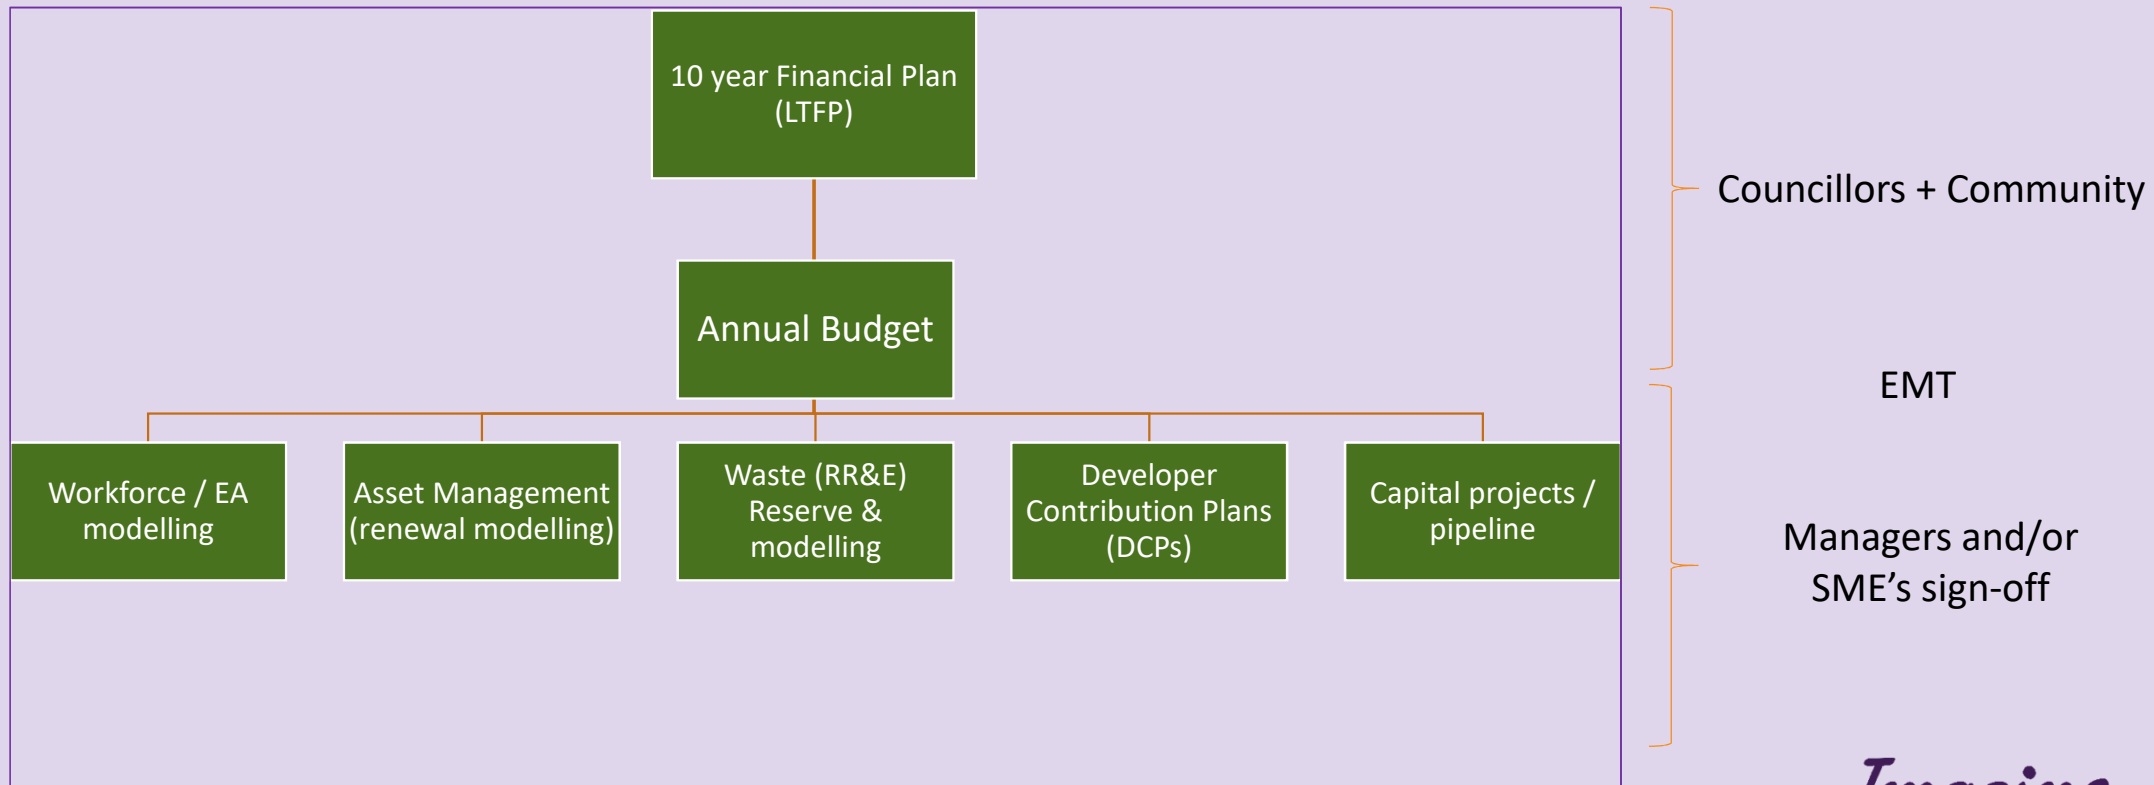 10 year Financial Plan
(LTFP)
Councillors + Community
Annual Budget
EMT
Workforce / EA
modelling
Asset Management
(renewal modelling)
Waste (RR&E)
Reserve &
modelling
Developer
Contribution Plans
(DCPs)
Capital projects /
pipeline
Managers and/or
SME’s sign-off